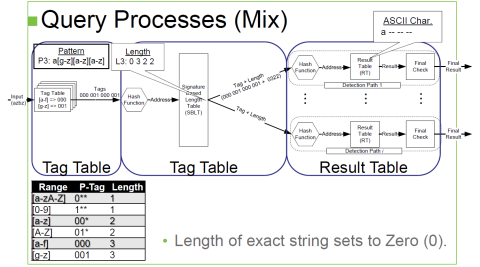 Query Processes (Mix)
ASCII Char.
a -- -- --
Pattern
P3: a[g-z][a-z][a-z]
Length
L3: 0 3 2 2
Input
Tag Table
[a-f] => 000
[g-z] => 001
Tags
000 001 000 001
Hash
Function
Address
Signature
Based
Length
Table
(SBLT)
Tag + Length
000 001 000 001 + 0322)
Tag + Length
Hash
Function
Address
Result
Table
(RT)
Result
Final
Check
Final
Result
Detection Path 1
Hash
Function
Address
Result
Table
(RT)
Result
Final
Check
Final
Result
Detection Path
Tag Table
Tag Table
Result Table
Range P-Tag Length
[a-zA-Z] 0** 1
[0-9] 1** 1
[a-z] 00* 2
[A-Z] 01* 2
[a-f] 000 3
[g-z] 001 3
• Length of exact string sets to Zero (0).